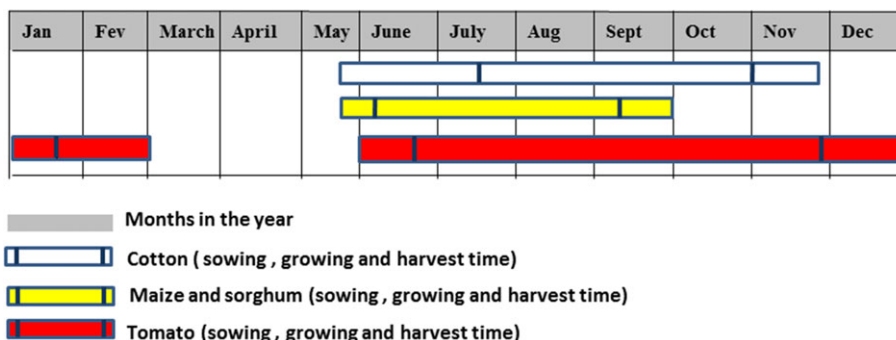 Jan Fev March April May June July Aug Sept Oct Nov Dec
Months in the year
Cotton ( sowing , growing and harvest time)
Maize and sorghum (sowing , growing and harvest time)
Tomato (sowing , growing and harvest time)